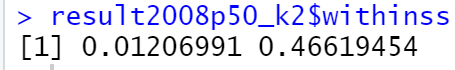 > result2008p50_k2$withinss
[1] 0.01206991 0.46619454